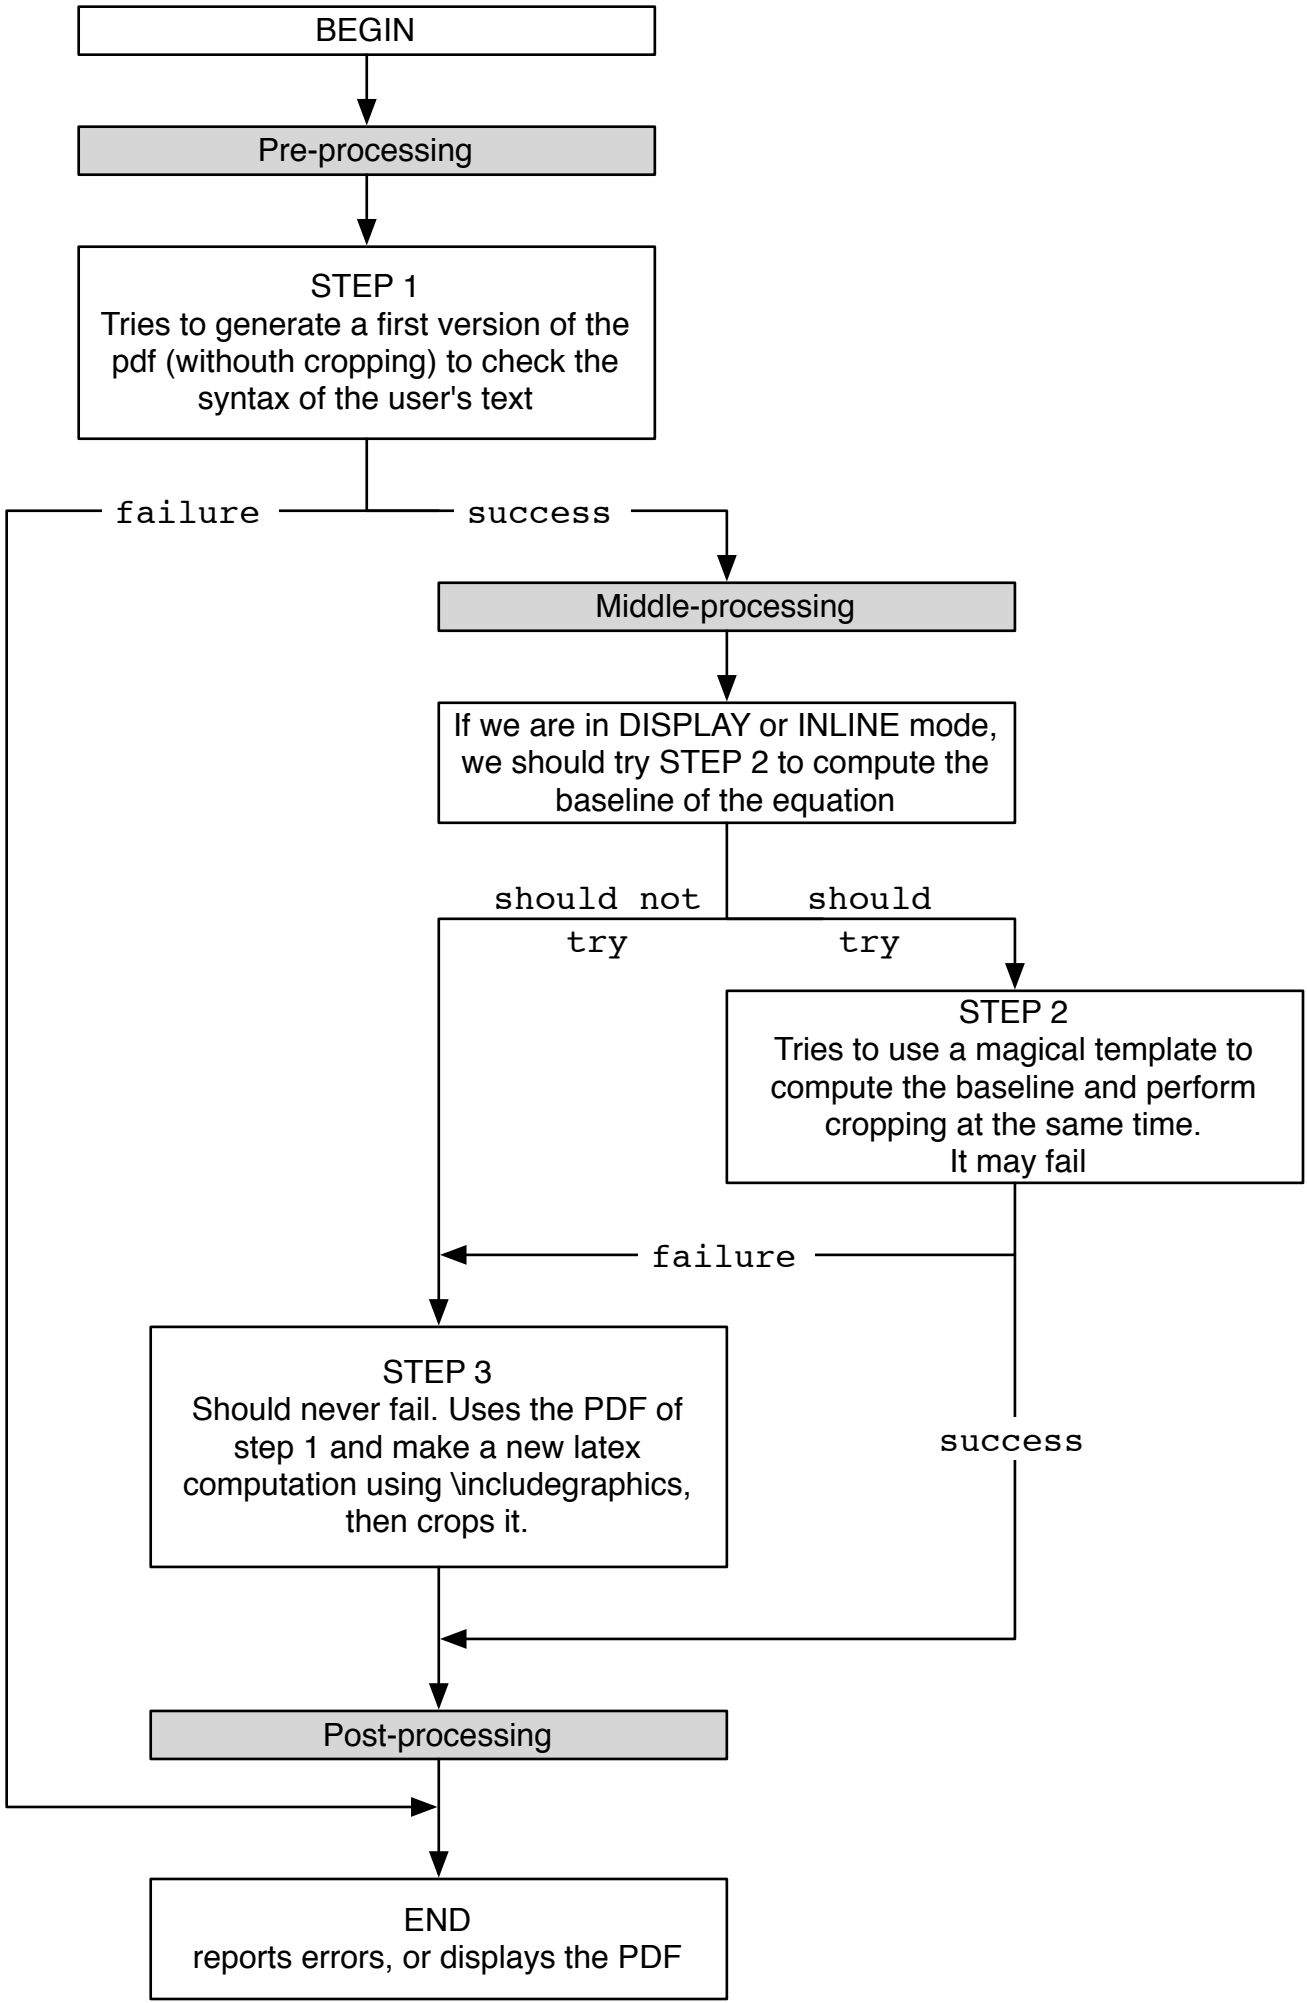 BEGIN
Pre-processing
STEP 1
Tries to generate a first version of the
pdf (withouth cropping) to check the
syntax of the user's text
failure
success
Middle-processing
If we are in DISPLAY or INLINE mode,
we should try STEP 2 to compute the
baseline of the equation
should not
try
should
try
STEP 2
Tries to use a magical template to
compute the baseline and perform
cropping at the same time.
It may fail
failure
STEP 3
Should never fail. Uses the PDF of
step 1 and make a new latex
computation using \includegraphics,
then crops it.
success
Post-processing
END
reports errors, or displays the PDF